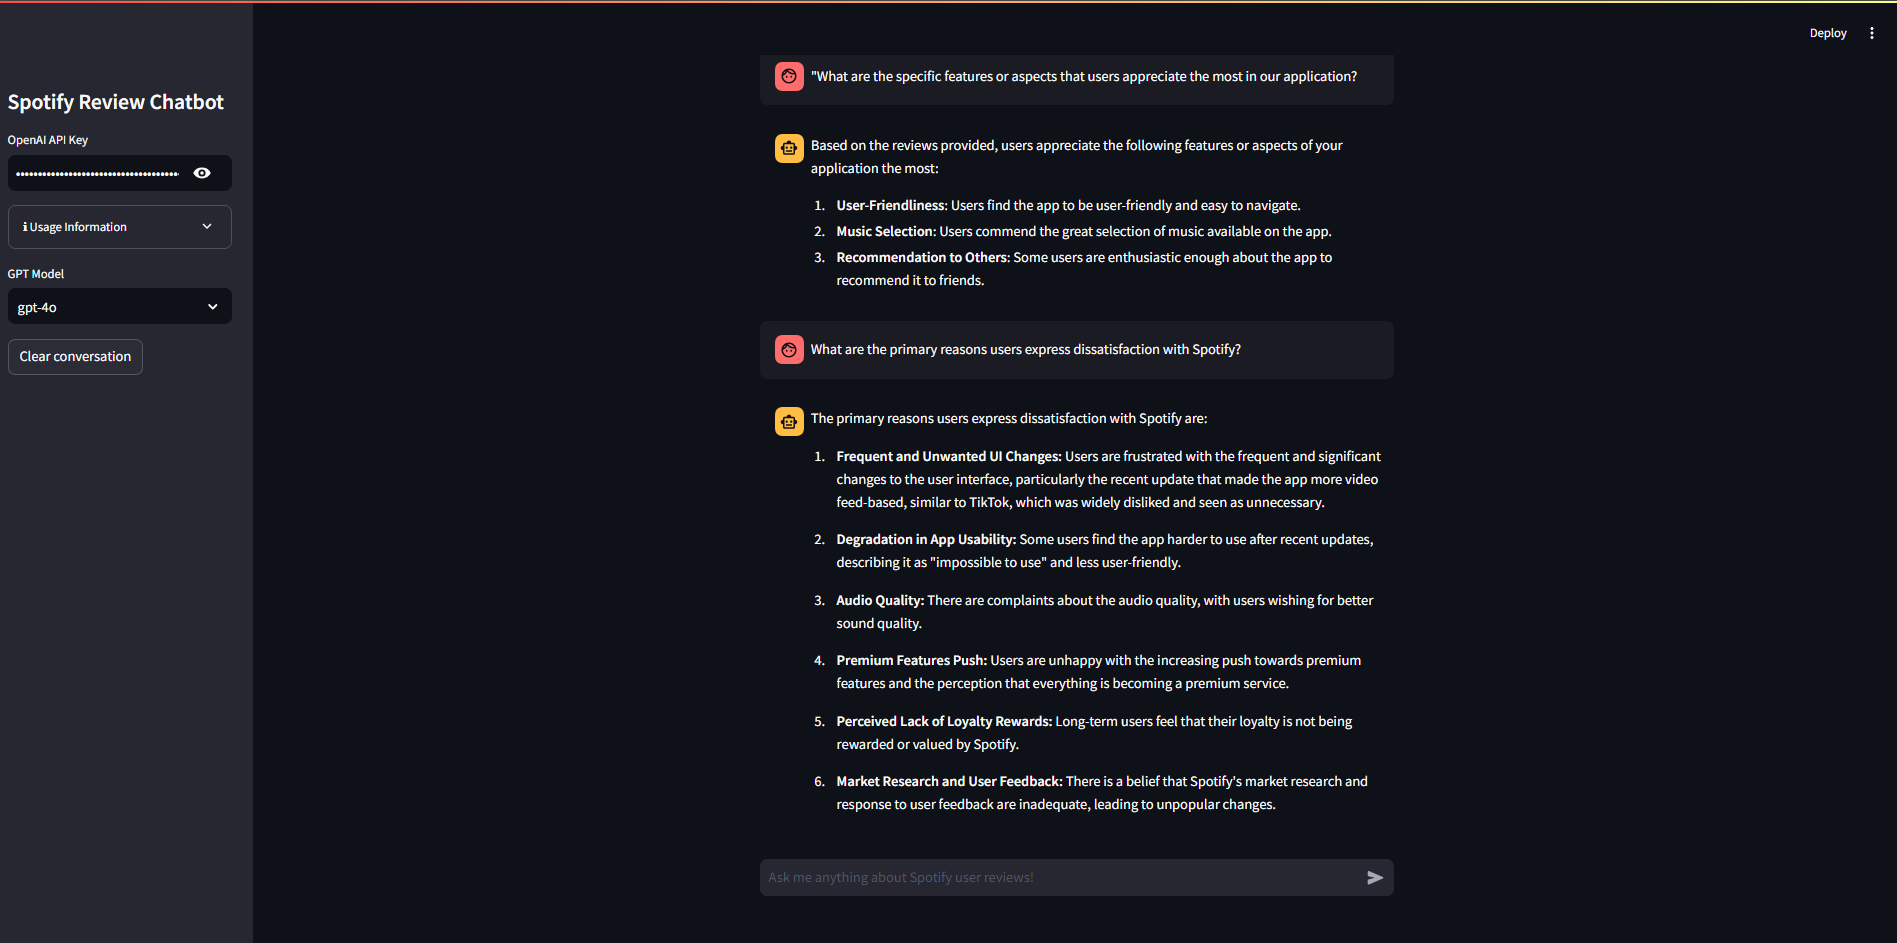 Deploy
Spotify Review Chatbot
OpenAI API Key
Usage Information
GPT Model
gpt-4o
Clear conversation
"What are the specific features or aspects that users appreciate the most in our application?
Based on the reviews provided, users appreciate the following features or aspects of your
application the most:
1. User-Friendliness: Users find the app to be user-friendly and easy to navigate.
2. Music Selection: Users commend the great selection of music available on the app.
3. Recommendation to Others: Some users are enthusiastic enough about the app to
recommend it to friends.
What are the primary reasons users express dissatisfaction with Spotify?
The primary reasons users express dissatisfaction with Spotify are:
1. Frequent and Unwanted UI Changes: Users are frustrated with the frequent and significant
changes to the user interface, particularly the recent update that made the app more video
feed-based, similar to TikTok, which was widely disliked and seen as unnecessary.
2. Degradation in App Usability: Some users find the app harder to use after recent updates,
describing it as "impossible to use" and less user-friendly.
3. Audio Quality: There are complaints about the audio quality, with users wishing for better
sound quality.
4. Premium Features Push: Users are unhappy with the increasing push towards premium
features and the perception that everything is becoming a premium service.
5. Perceived Lack of Loyalty Rewards: Long-term users feel that their loyalty is not being
rewarded or valued by Spotify.
6. Market Research and User Feedback: There is a belief that Spotify's market research and
response to user feedback are inadequate, leading to unpopular changes.
Ask me anything about Spotify user reviews!